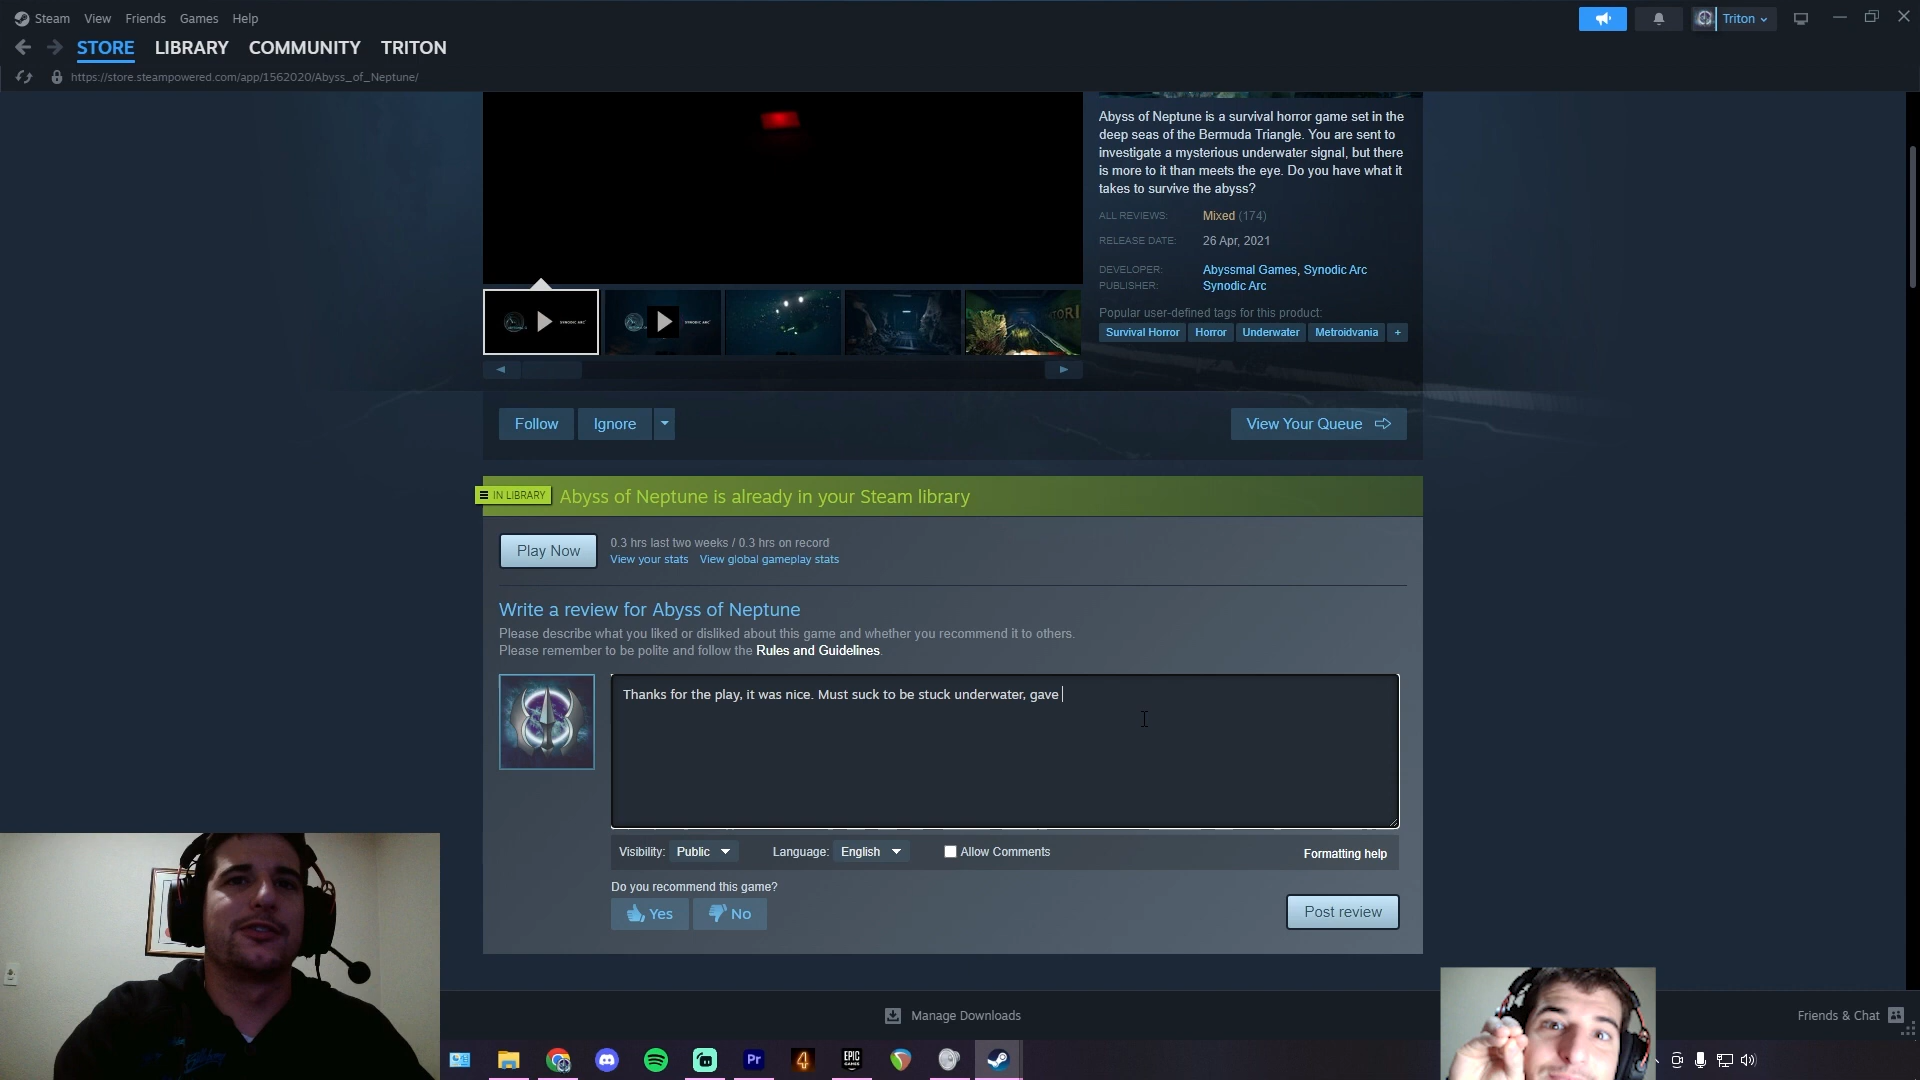 Steam View Friends Games Help
Triton
STORE LIBRARY COMMUNITY TRITON
https://store.steampowered.com/app/1562020/Abyss_of_Neptune/
Abyss of Neptune is a survival horror game set in the
deep seas of the Bermuda Triangle. You are sent to
investigate a mysterious underwater signal, but there
is more to it than meets the eye. Do you have what it
takes to survive the abyss?
ALL REVIEWS: Mixed (174)
RELEASE DATE: 26 Apr, 2021
DEVELOPER: Abyssmal Games, Synodic Arc
PUBLISHER: Synodic Arc
Popular user-defined tags for this product:
Survival Horror Horror Underwater Metroidvania +
SYNODIC ARC
SYNODIC ARC
Follow Ignore
View Your Queue
IN LIBRARY
Abyss of Neptune is already in your Steam library
Play Now
0.3 hrs last two weeks / 0.3 hrs on record
View your stats View global gameplay stats
Write a review for Abyss of Neptune
Please describe what you liked or disliked about this game and whether you recommend it to others.
Please remember to be polite and follow the Rules and Guidelines.
Thanks for the play, it was nice. Must suck to be stuck underwater, gave
Visibility: Public Language: English Allow Comments
Formatting help
Do you recommend this game?
Yes No
Post review
Manage Downloads
Friends & Chat
Pr
4
EPIC
GAMES